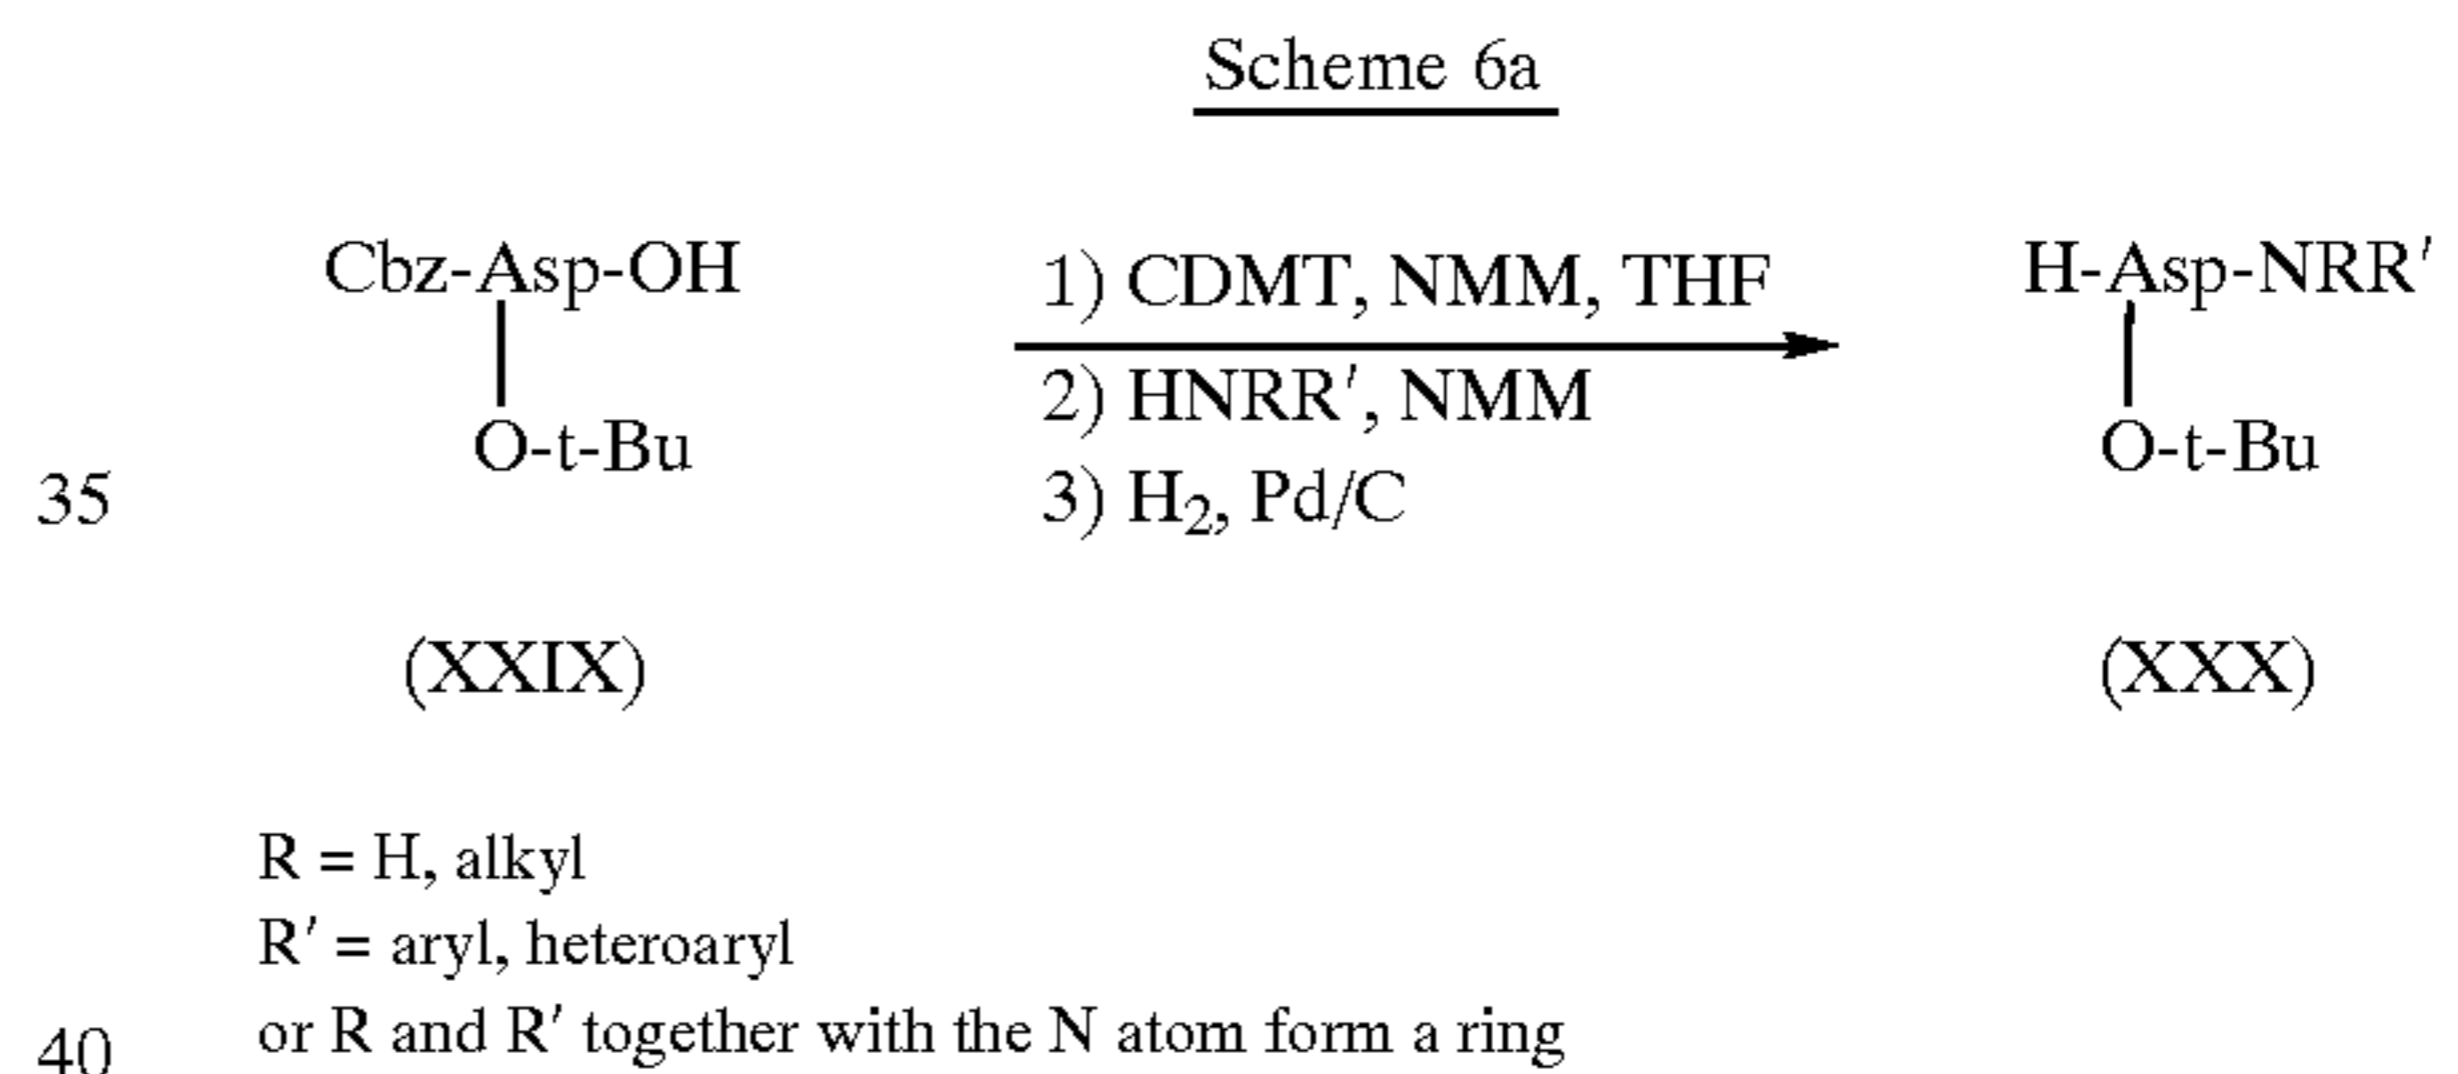 Scheme 6a
Cbz-Asp-OH
O-t-Bu
1) CDMT, NMM, THF
2) HNRR′, NMM
3) H₂, Pd/C
H-Asp-NRR′
O-t-Bu
35
(XXIX)
(XXX)
R = H, alkyl
R′ = aryl, heteroaryl
40 or R and R′ together with the N atom form a ring